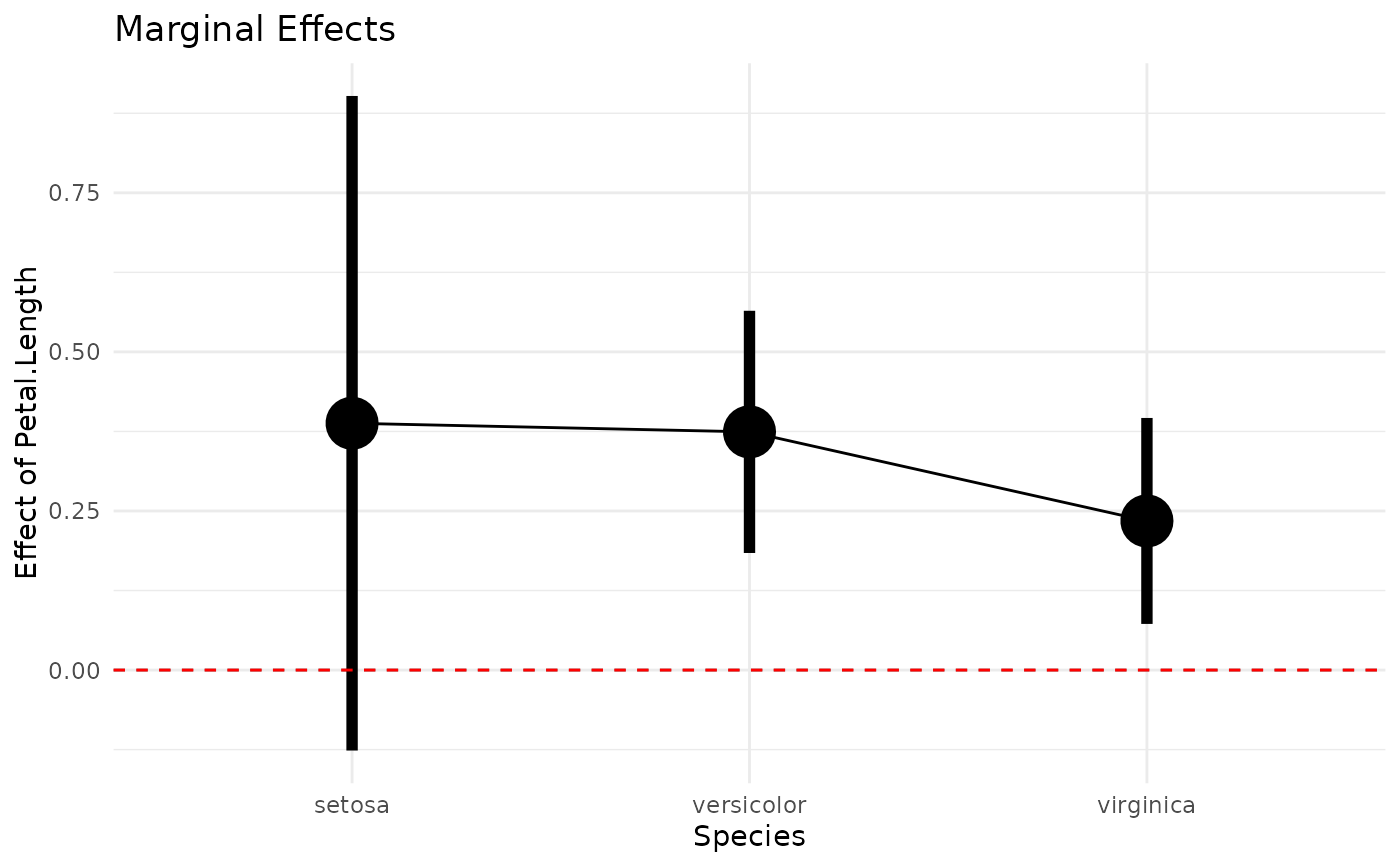 Marginal Effects
Effect of Petal.Length
0.75
0.50
0.25
0.00
setosa
versicolor
virginica
Species